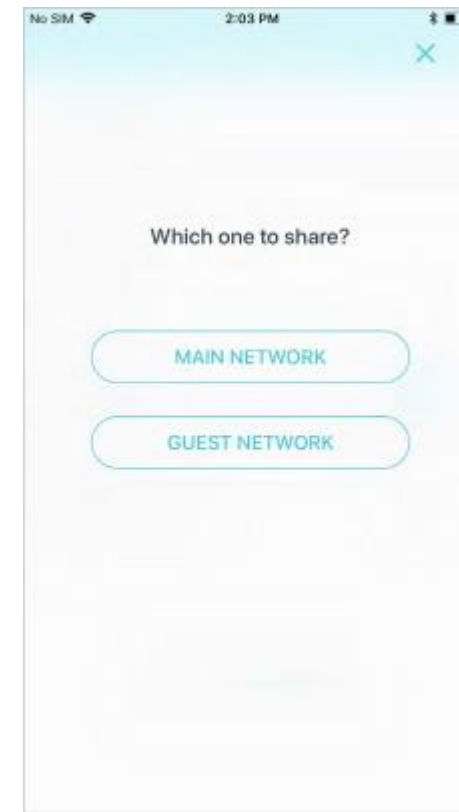 No SIM 2:03 PM
Which one to share?
MAIN NETWORK
GUEST NETWORK